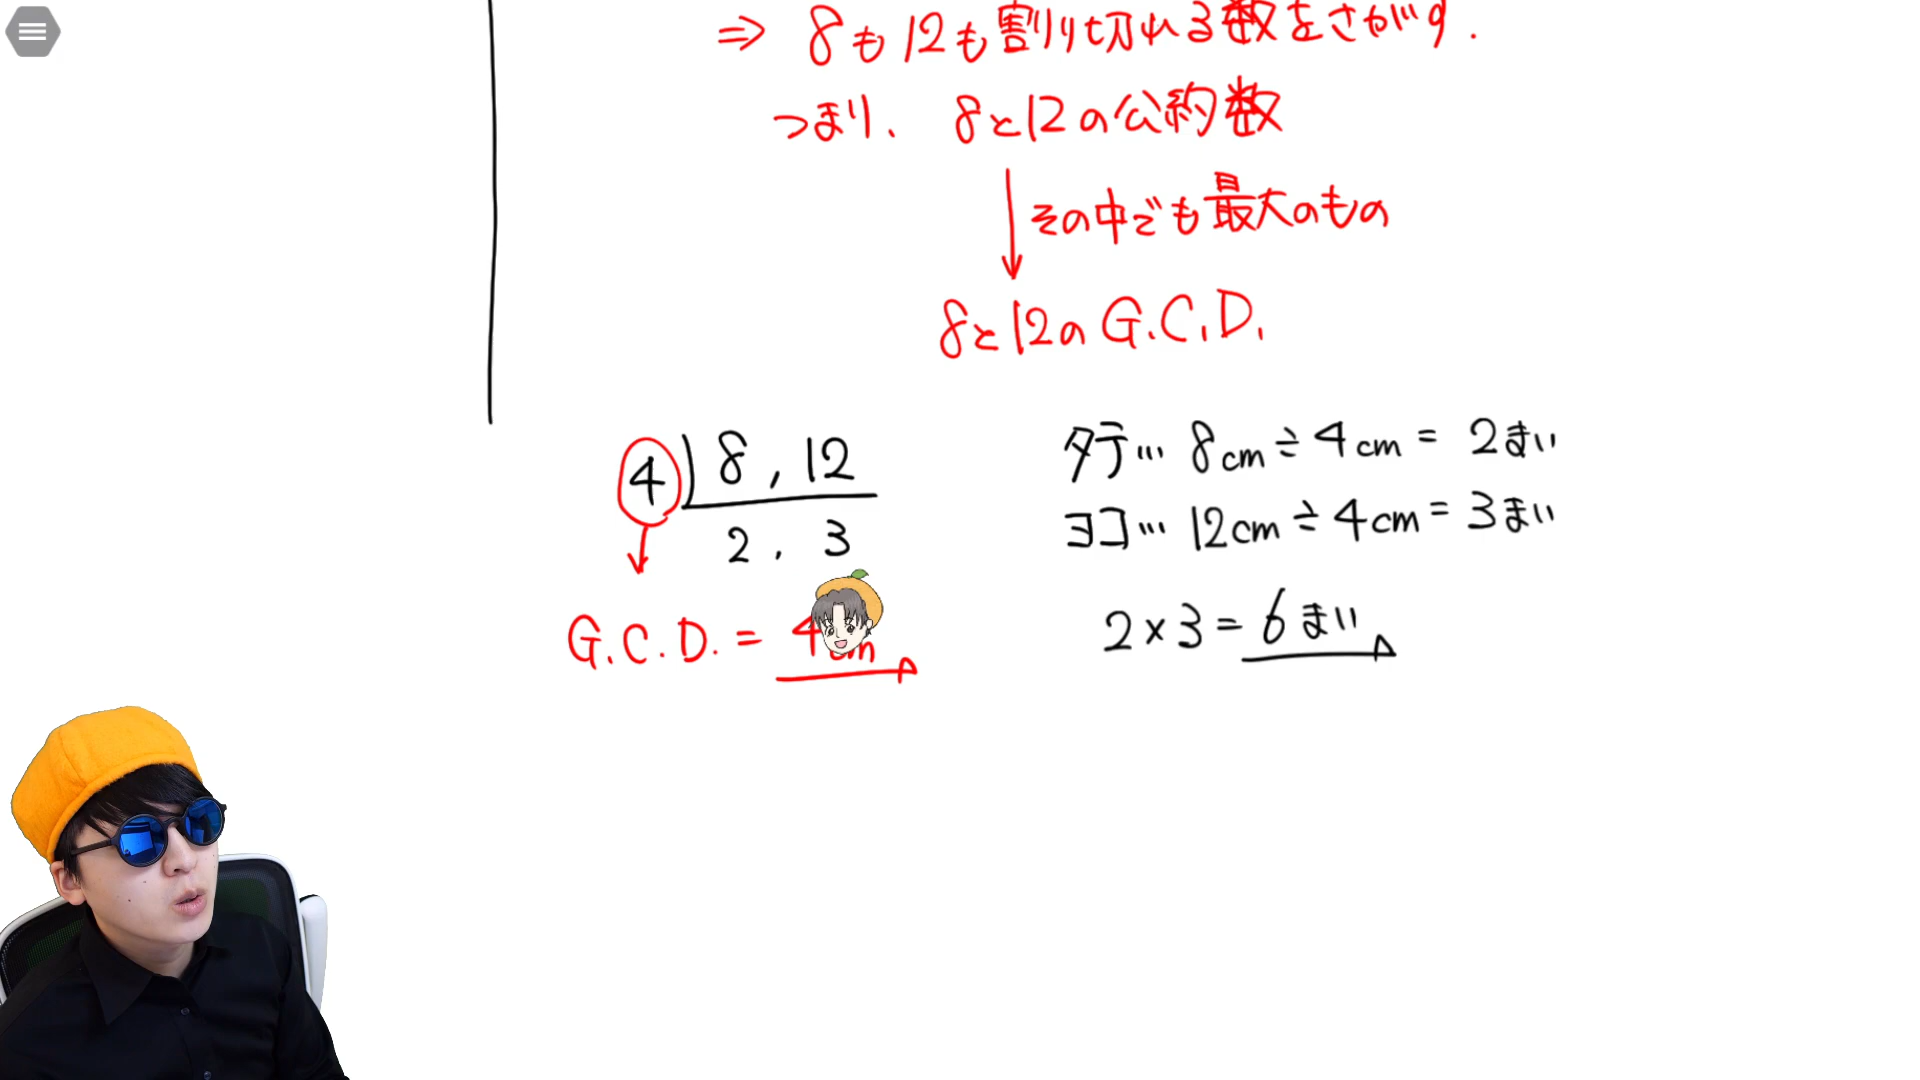 ⇒ 8も12も割り切れる数をさがす.
つまり、 8と12の公約数
その中でも最大のもの
8と12のG.C.D.
4) 8, 12
2, 3
G.C.D. = 4cm
タテ… 8cm÷4cm = 2まい
ヨコ… 12cm÷4cm = 3まい
2×3=6まい